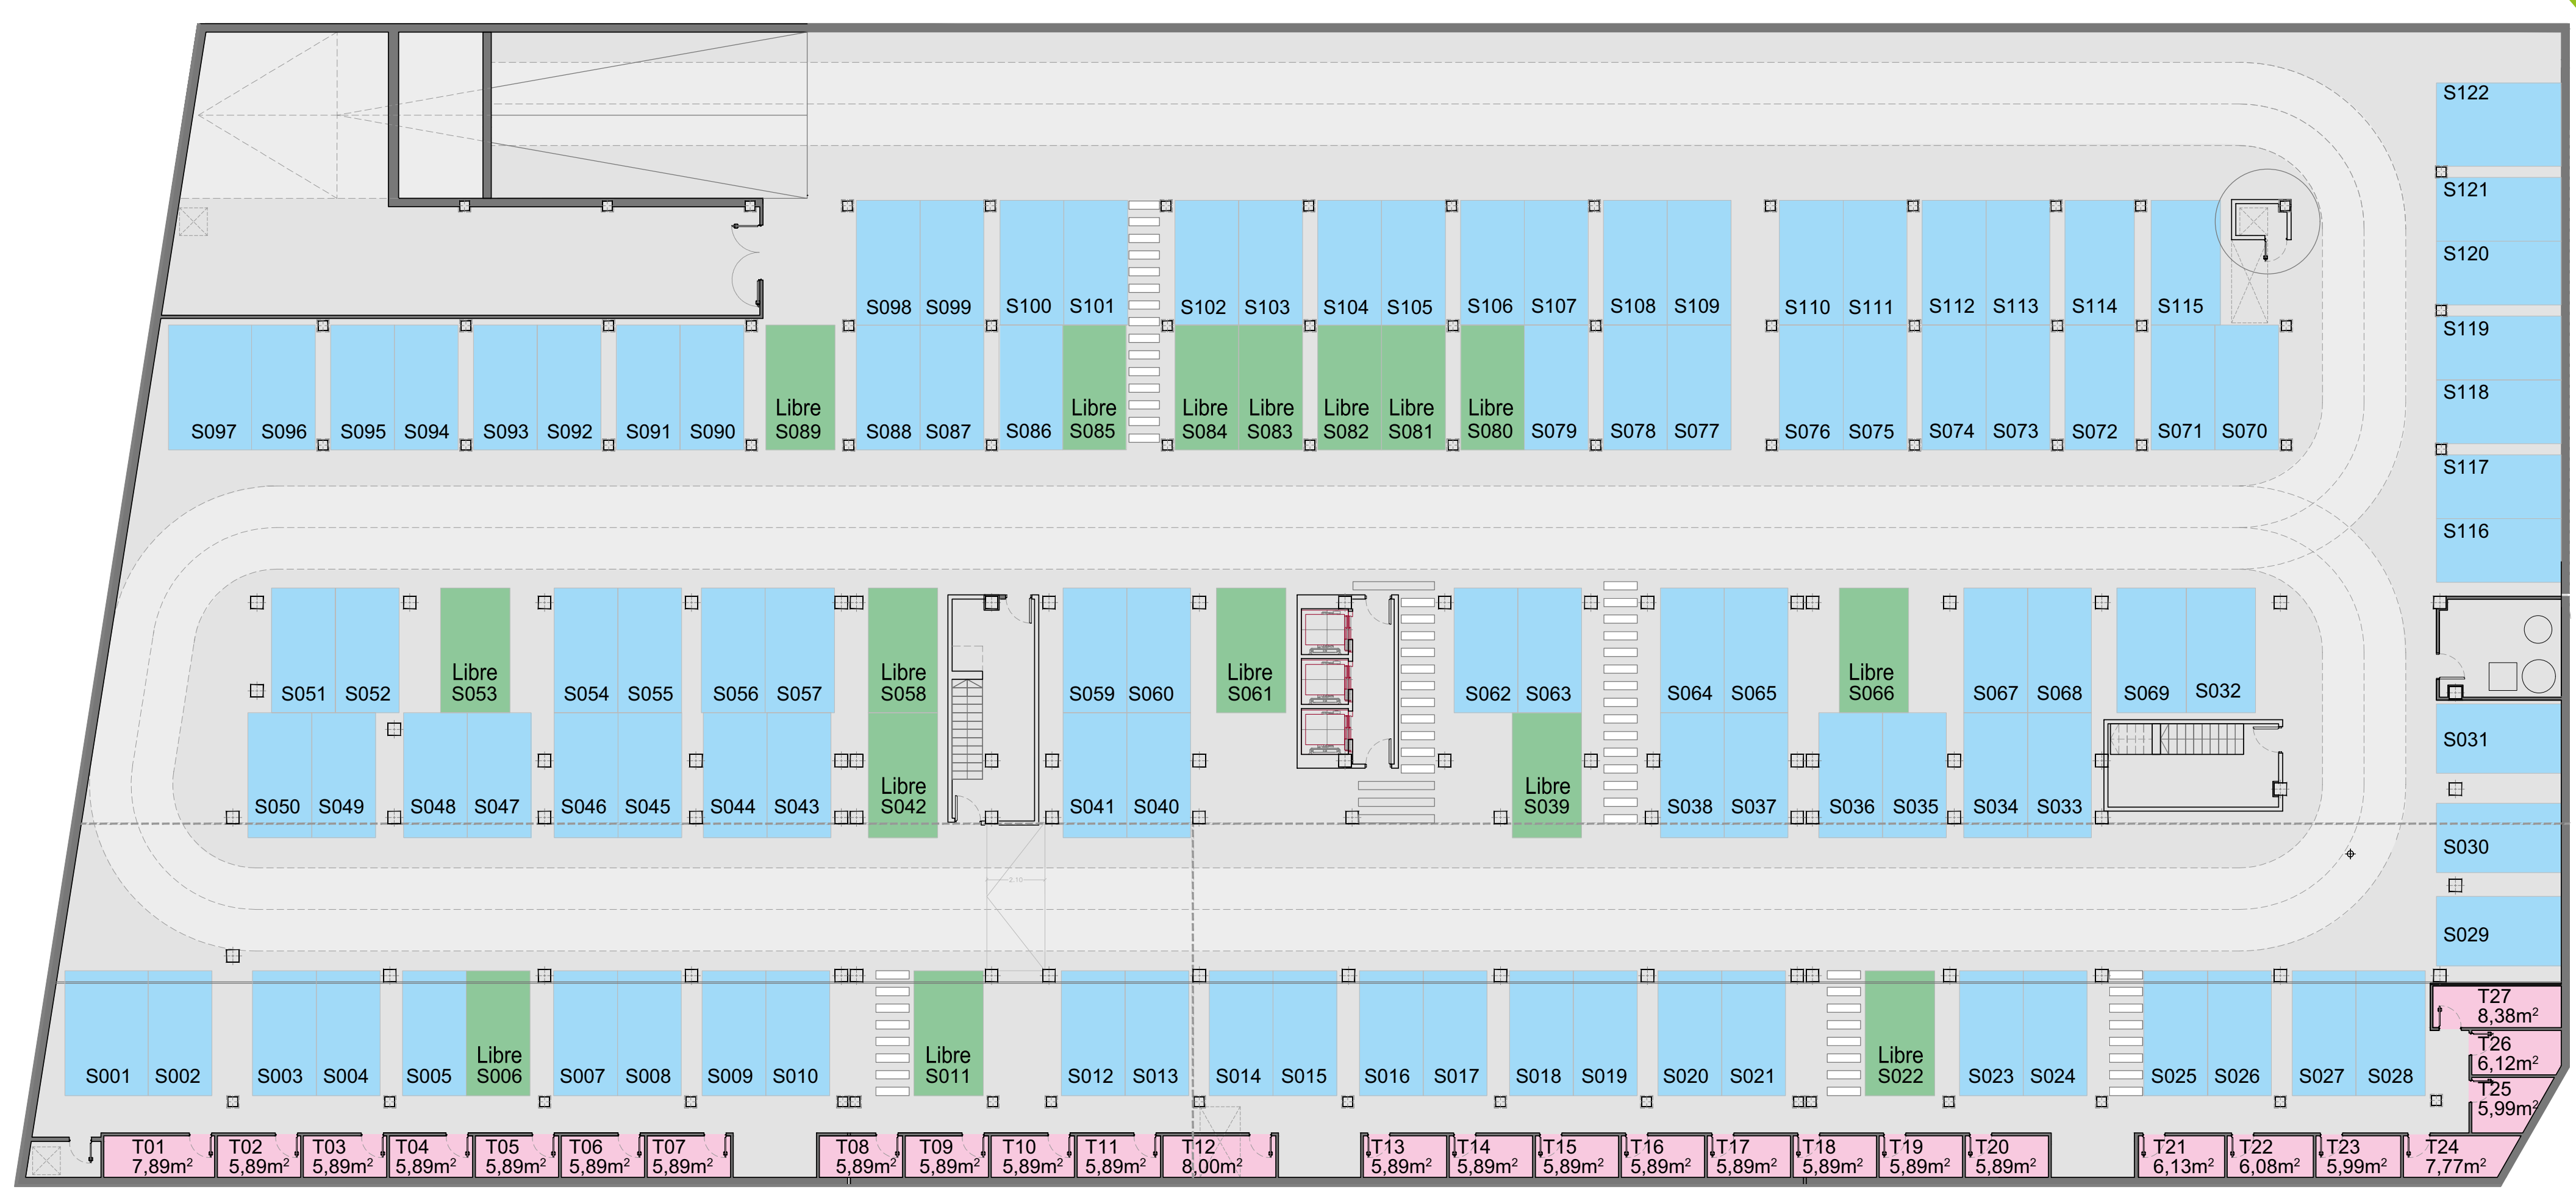 S122
S121
S120
S098 S099 S100 S101 S102 S103 S104 S105 S106 S107 S108 S109 S110 S111 S112 S113 S114 S115
S119
S118
Libre Libre Libre Libre Libre Libre Libre
S097 S096 S095 S094 S093 S092 S091 S090 S089 S088 S087 S086 S085 S084 S083 S082 S081 S080 S079 S078 S077 S076 S075 S074 S073 S072 S071 S070
S117
S116
Libre Libre Libre Libre
S051 S052 S053 S054 S055 S056 S057 S058 S059 S060 S061 S062 S063 S064 S065 S066 S067 S068 S069 S032
S031
Libre Libre
S050 S049 S048 S047 S046 S045 S044 S043 S042 S041 S040 S039 S038 S037 S036 S035 S034 S033
S030
2.10
S029
Libre Libre Libre
S001 S002 S003 S004 S005 S006 S007 S008 S009 S010 S011 S012 S013 S014 S015 S016 S017 S018 S019 S020 S021 S022 S023 S024 S025 S026 S027 S028
T27
8,38m²
T26
6,12m²
T25
5,99m²
T01 T02 T03 T04 T05 T06 T07 T08 T09 T10 T11 T12 T13 T14 T15 T16 T17 T18 T19 T20 T21 T22 T23 T24
7,89m² 5,89m² 5,89m² 5,89m² 5,89m² 5,89m² 5,89m² 5,89m² 5,89m² 5,89m² 5,89m² 8,00m² 5,89m² 5,89m² 5,89m² 5,89m² 5,89m² 5,89m² 5,89m² 5,89m² 6,13m² 6,08m² 5,99m² 7,77m²